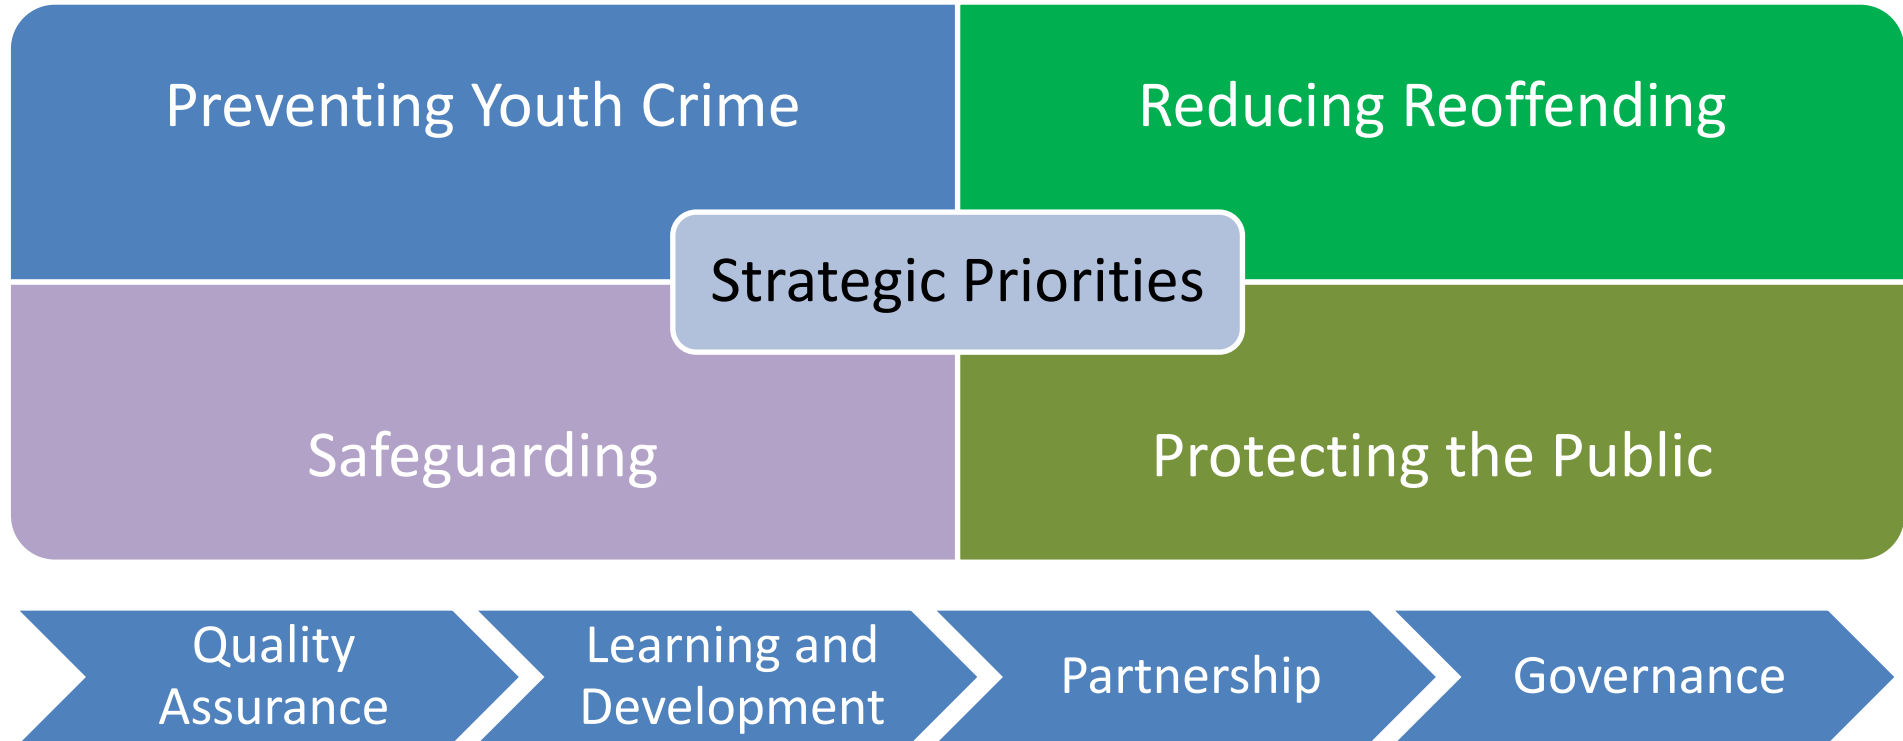 Preventing Youth Crime
Reducing Reoffending
Strategic Priorities
Safeguarding
Protecting the Public
Quality
Assurance
Learning and
Development
Partnership
Governance